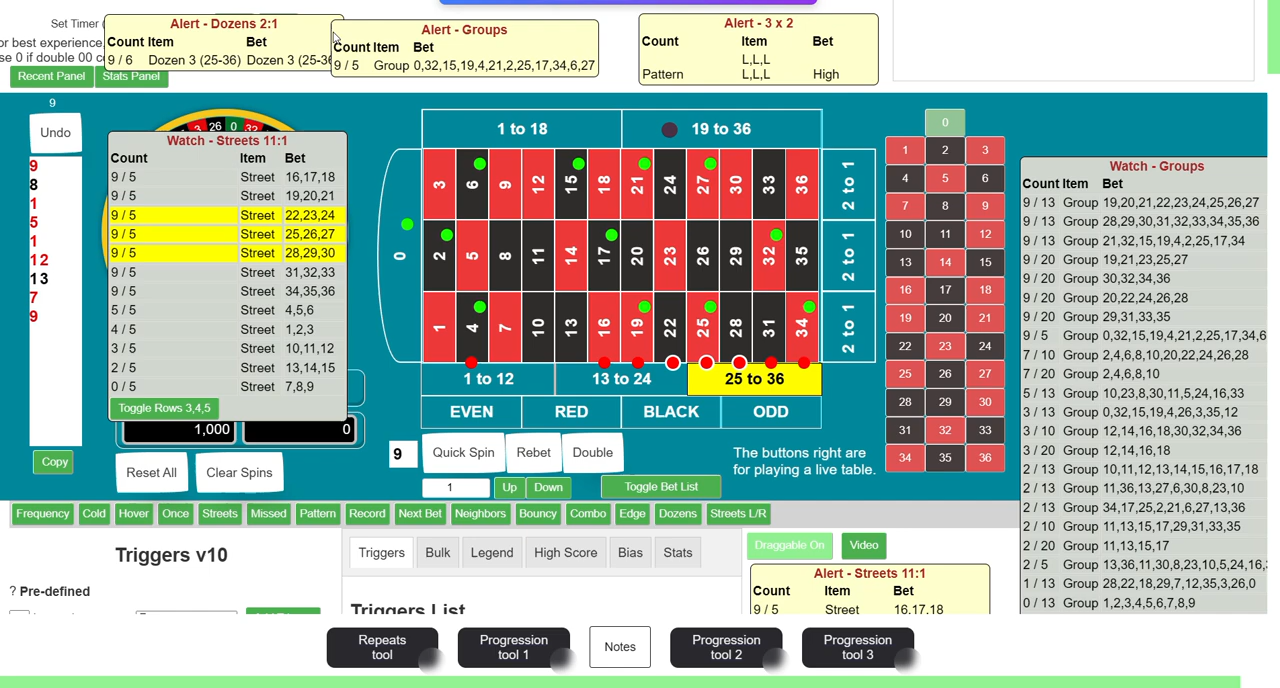 Set Timer (
or best experience.
se 0 if double 00 c
Recent Panel
Stats Panel
Alert - Dozens 2:1
Count Item Bet
9 / 6 Dozen 3 (25-36) Dozen 3 (25-36
Alert - Groups
Count Item Bet
9 / 5 Group 0,32,15,19,4,21,2,25,17,34,6,27
Alert - 3 x 2
Count Item Bet
L,L,L
Pattern L,L,L High
9
Undo
9
8
1
5
1
12
13
7
9
Copy
3 26 0 32
Watch - Streets 11:1
Count Item Bet
9 / 5 Street 16,17,18
9 / 5 Street 19,20,21
9 / 5 Street 22,23,24
9 / 5 Street 25,26,27
9 / 5 Street 28,29,30
9 / 5 Street 31,32,33
9 / 5 Street 34,35,36
5 / 5 Street 4,5,6
4 / 5 Street 1,2,3
3 / 5 Street 10,11,12
2 / 5 Street 13,14,15
0 / 5 Street 7,8,9
Toggle Rows 3,4,5
1,000 0
Reset All
Clear Spins
1 to 18 19 to 36
0
3 6 9 12 15 18 21 24 27 30 33 36 2 to 1
2 5 8 11 14 17 20 23 26 29 32 35 2 to 1
1 4 7 10 13 16 19 22 25 28 31 34 2 to 1
1 to 12 13 to 24 25 to 36
EVEN RED BLACK ODD
9 Quick Spin Rebet Double
1 Up Down
Toggle Bet List
The buttons right are
for playing a live table.
0
1 2 3
4 5 6
7 8 9
10 11 12
13 14 15
16 17 18
19 20 21
22 23 24
25 26 27
28 29 30
31 32 33
34 35 36
Watch - Groups
Count Item Bet
9 / 13 Group 19,20,21,22,23,24,25,26,27
9 / 13 Group 28,29,30,31,32,33,34,35,36
9 / 13 Group 21,32,15,19,4,2,25,17,34
9 / 20 Group 19,21,23,25,27
9 / 20 Group 30,32,34,36
9 / 20 Group 20,22,24,26,28
9 / 20 Group 29,31,33,35
9 / 5 Group 0,32,15,19,4,21,2,25,17,34,6
7 / 10 Group 2,4,6,8,10,20,22,24,26,28
7 / 20 Group 2,4,6,8,10
5 / 13 Group 10,23,8,30,11,5,24,16,33
3 / 13 Group 0,32,15,19,4,26,3,35,12
3 / 10 Group 12,14,16,18,30,32,34,36
3 / 20 Group 12,14,16,18
2 / 13 Group 10,11,12,13,14,15,16,17,18
2 / 13 Group 11,36,13,27,6,30,8,23,10
2 / 13 Group 34,17,25,2,21,6,27,13,36
2 / 10 Group 11,13,15,17,29,31,33,35
2 / 20 Group 11,13,15,17
2 / 5 Group 13,36,11,30,8,23,10,5,24,16,
1 / 13 Group 28,22,18,29,7,12,35,3,26,0
0 / 13 Group 1,2,3,4,5,6,7,8,9
Frequency Cold Hover Once Streets Missed Pattern Record Next Bet Neighbors Bouncy Combo Edge Dozens Streets L/R
Triggers v10
? Pre-defined
Triggers Bulk Legend High Score Bias Stats
Triggers List
Draggable On
Video
Alert - Streets 11:1
Count Item Bet
9 / 5 Street 16,17,18
Repeats
tool
Progression
tool 1
Notes
Progression
tool 2
Progression
tool 3